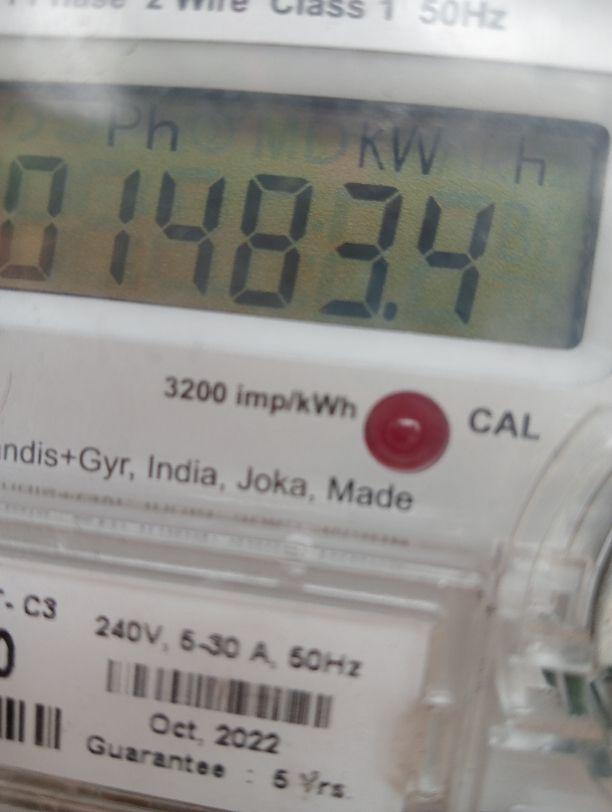 Phase 2 Wire Class 1 50Hz
Ph kW h
01483.4
3200 imp/kWh CAL
ndis+Gyr, India, Joka, Made
- C3
240V, 5-30 A, 50Hz
0
Oct, 2022
Guarantee : 5 Yrs.